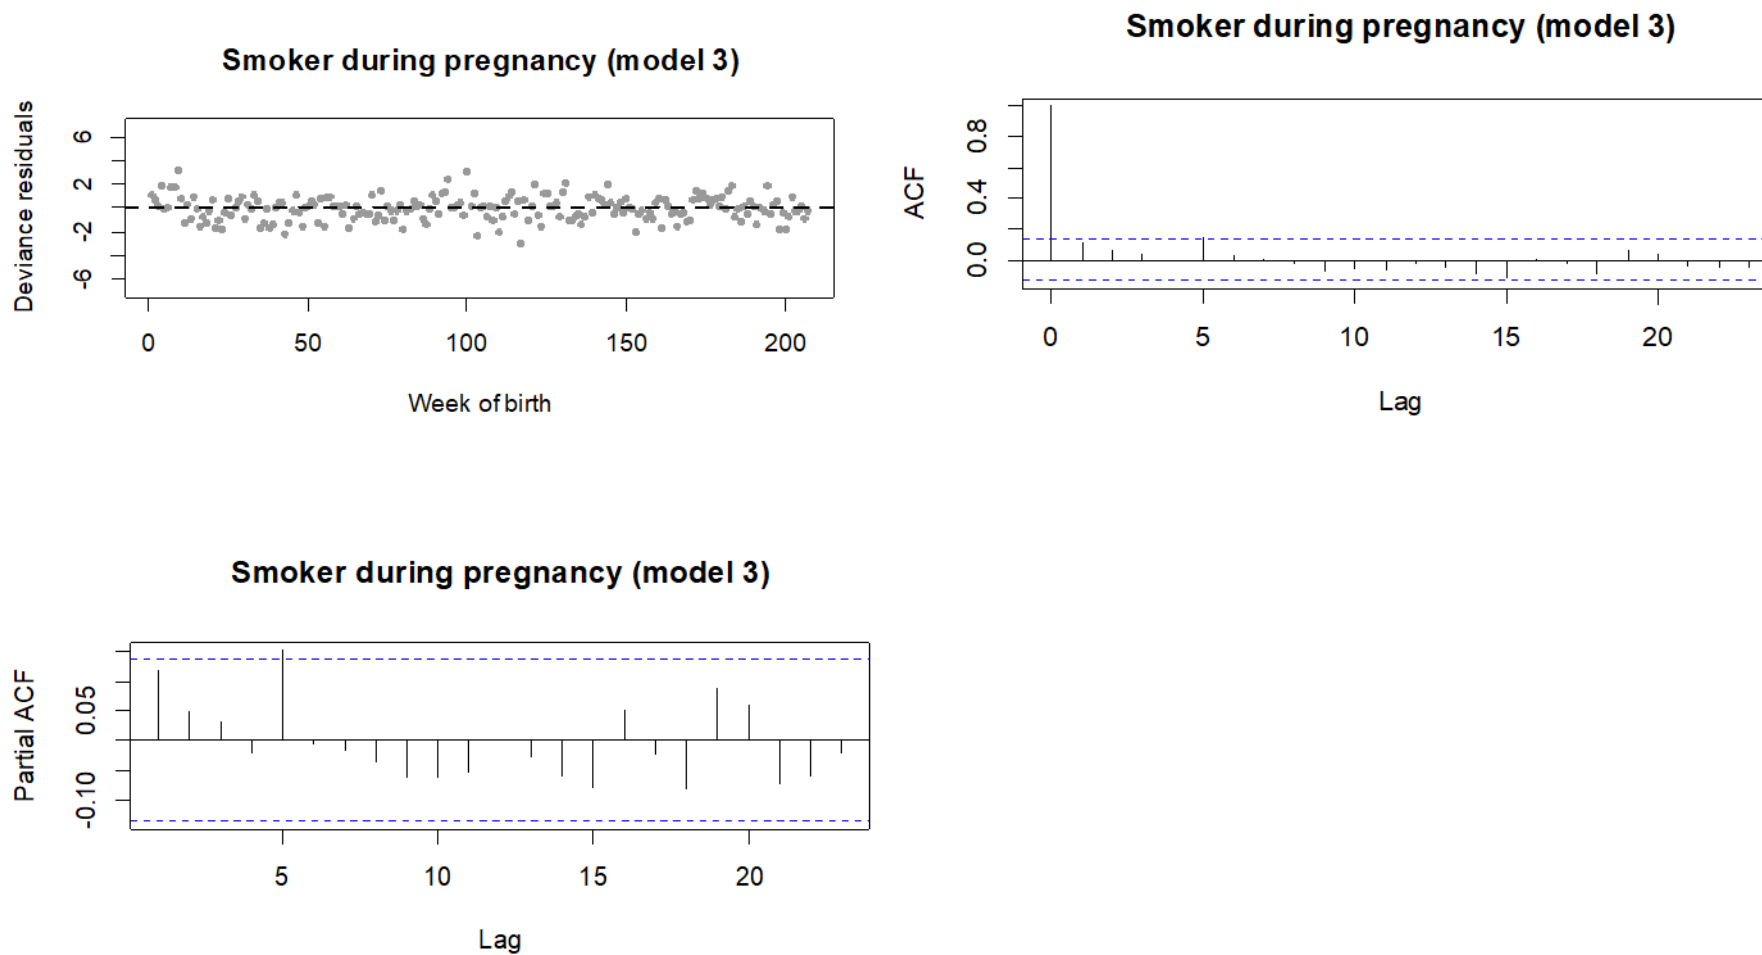 Smoker during pregnancy (model 3)
Deviance residuals
6
2
-2
-6
0 50 100 150 200
Week of birth
Smoker during pregnancy (model 3)
ACF
0.8
0.4
0.0
0 5 10 15 20
Lag
Smoker during pregnancy (model 3)
Partial ACF
0.05
-0.10
5 10 15 20
Lag